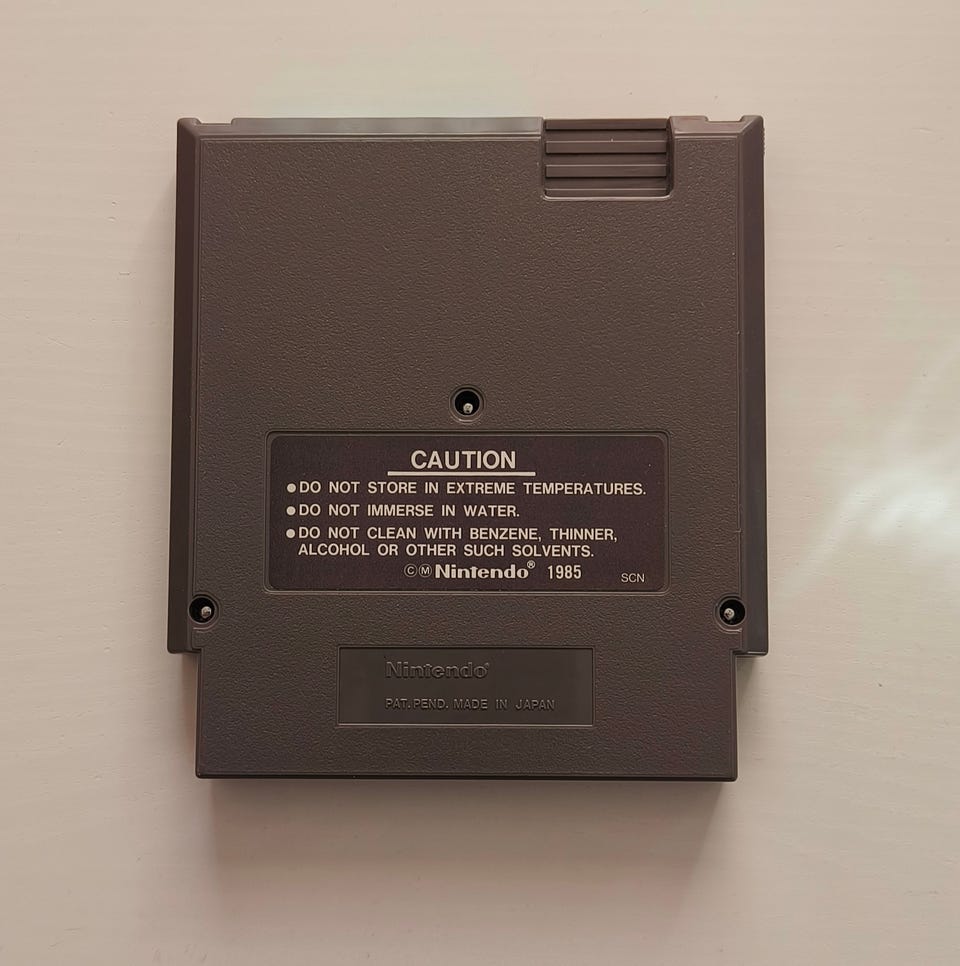 CAUTION
●DO NOT STORE IN EXTREME TEMPERATURES.
●DO NOT IMMERSE IN WATER.
●DO NOT CLEAN WITH BENZENE, THINNER,
ALCOHOL OR OTHER SUCH SOLVENTS.
ⒸⓂNintendo® 1985 SCN
Nintendo®
PAT. PEND. MADE IN JAPAN